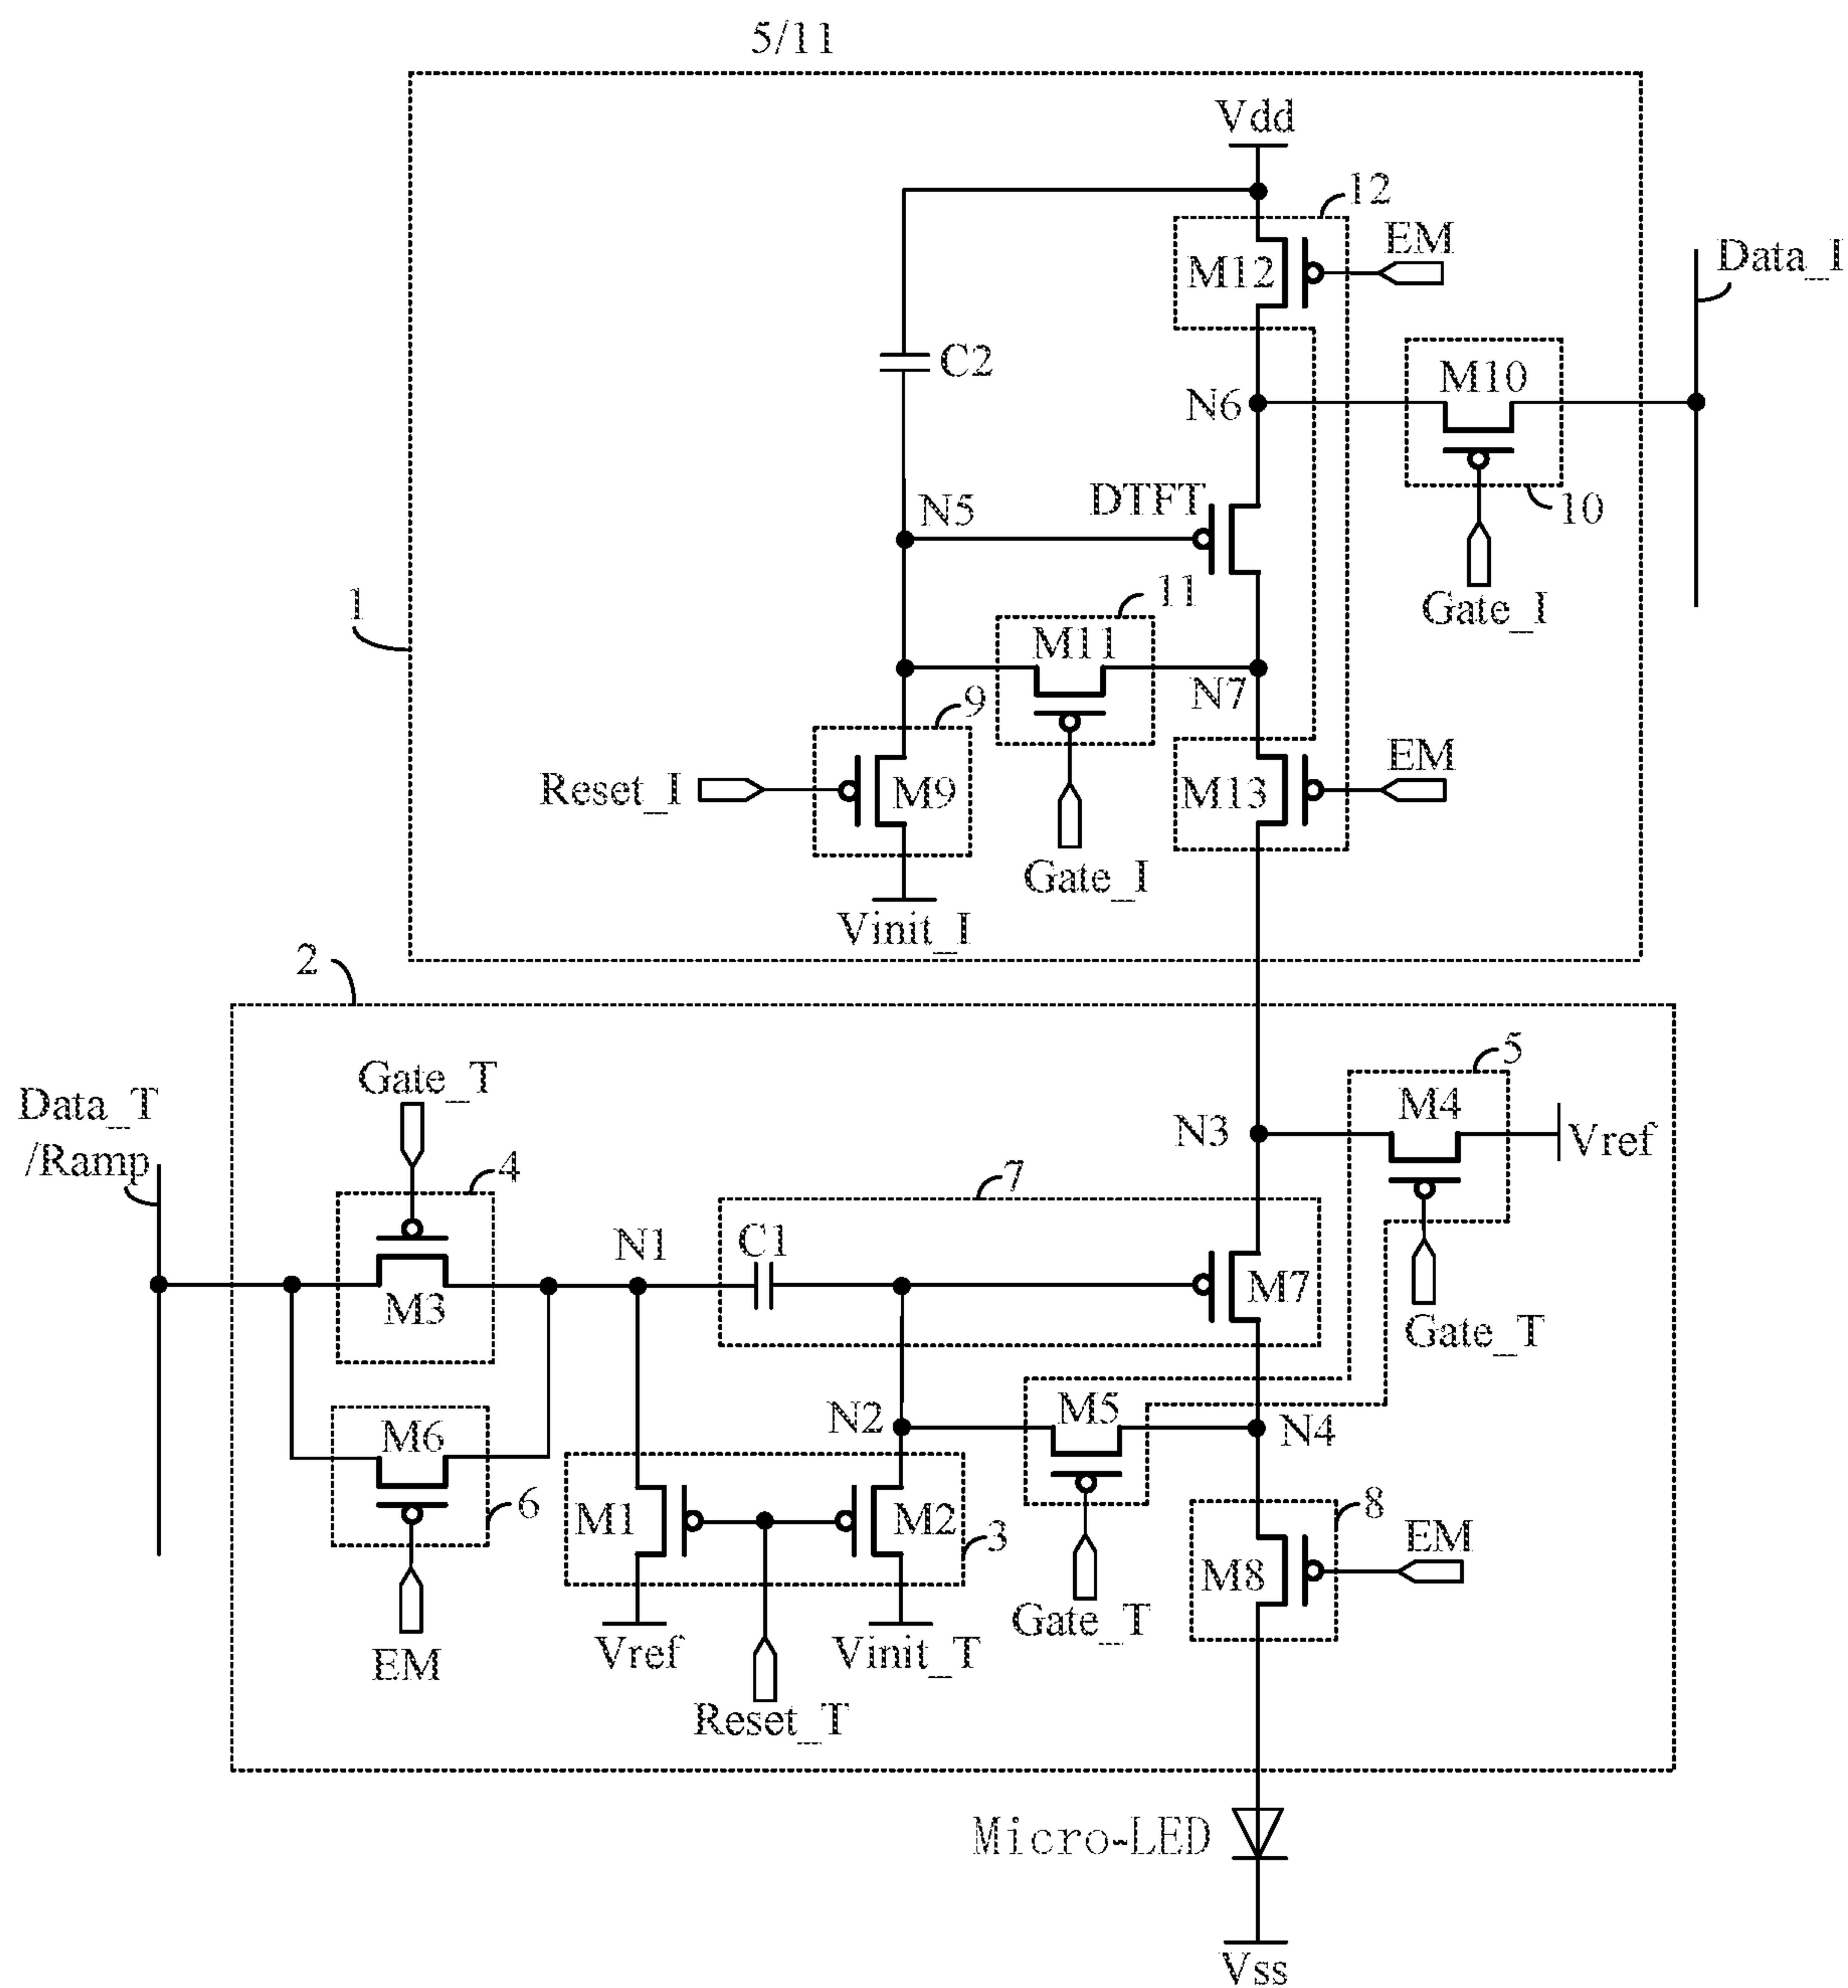 5/11
Vdd
12
EM
Data_I
M12
C2
M10
N6
N5
DTFT
10
Gate_I
1
11
M11
N7
9
EM
Reset_I
M9
M13
Gate_I
Vinit_I
2
5
Gate_T
M4
Data_T
/Ramp
N3
Vref
4
7
N1
C1
M7
M3
Gate_T
M6
N2
M5
N4
6
M1
M2
3
8
EM
M8
Gate_T
EM
Vref
Vinit_T
Reset_T
Micro-LED
Vss